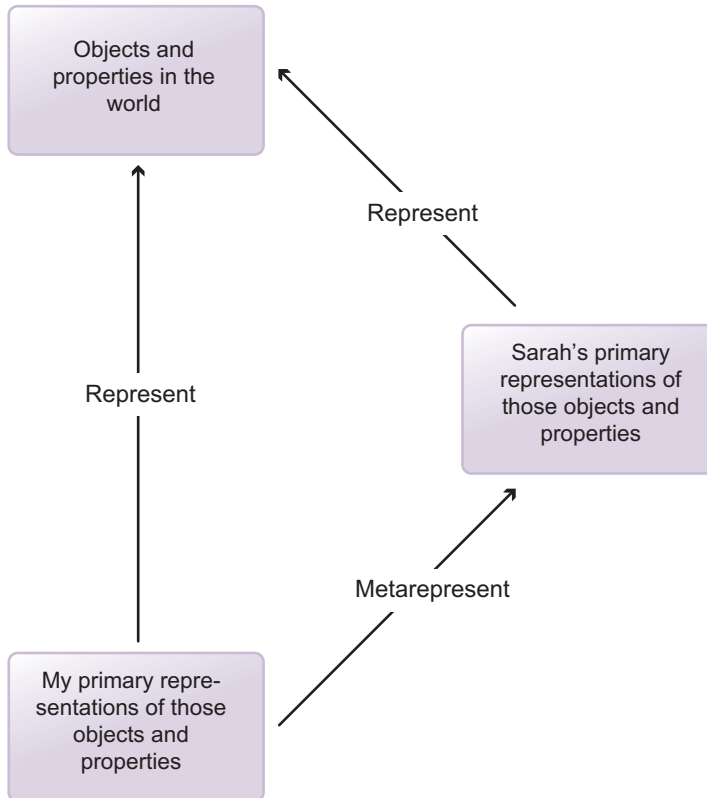 Objects and
properties in the
world
Represent
Sarah’s primary
representations of
those objects and
properties
Represent
Metarepresent
My primary repre-
sentations of those
objects and
properties